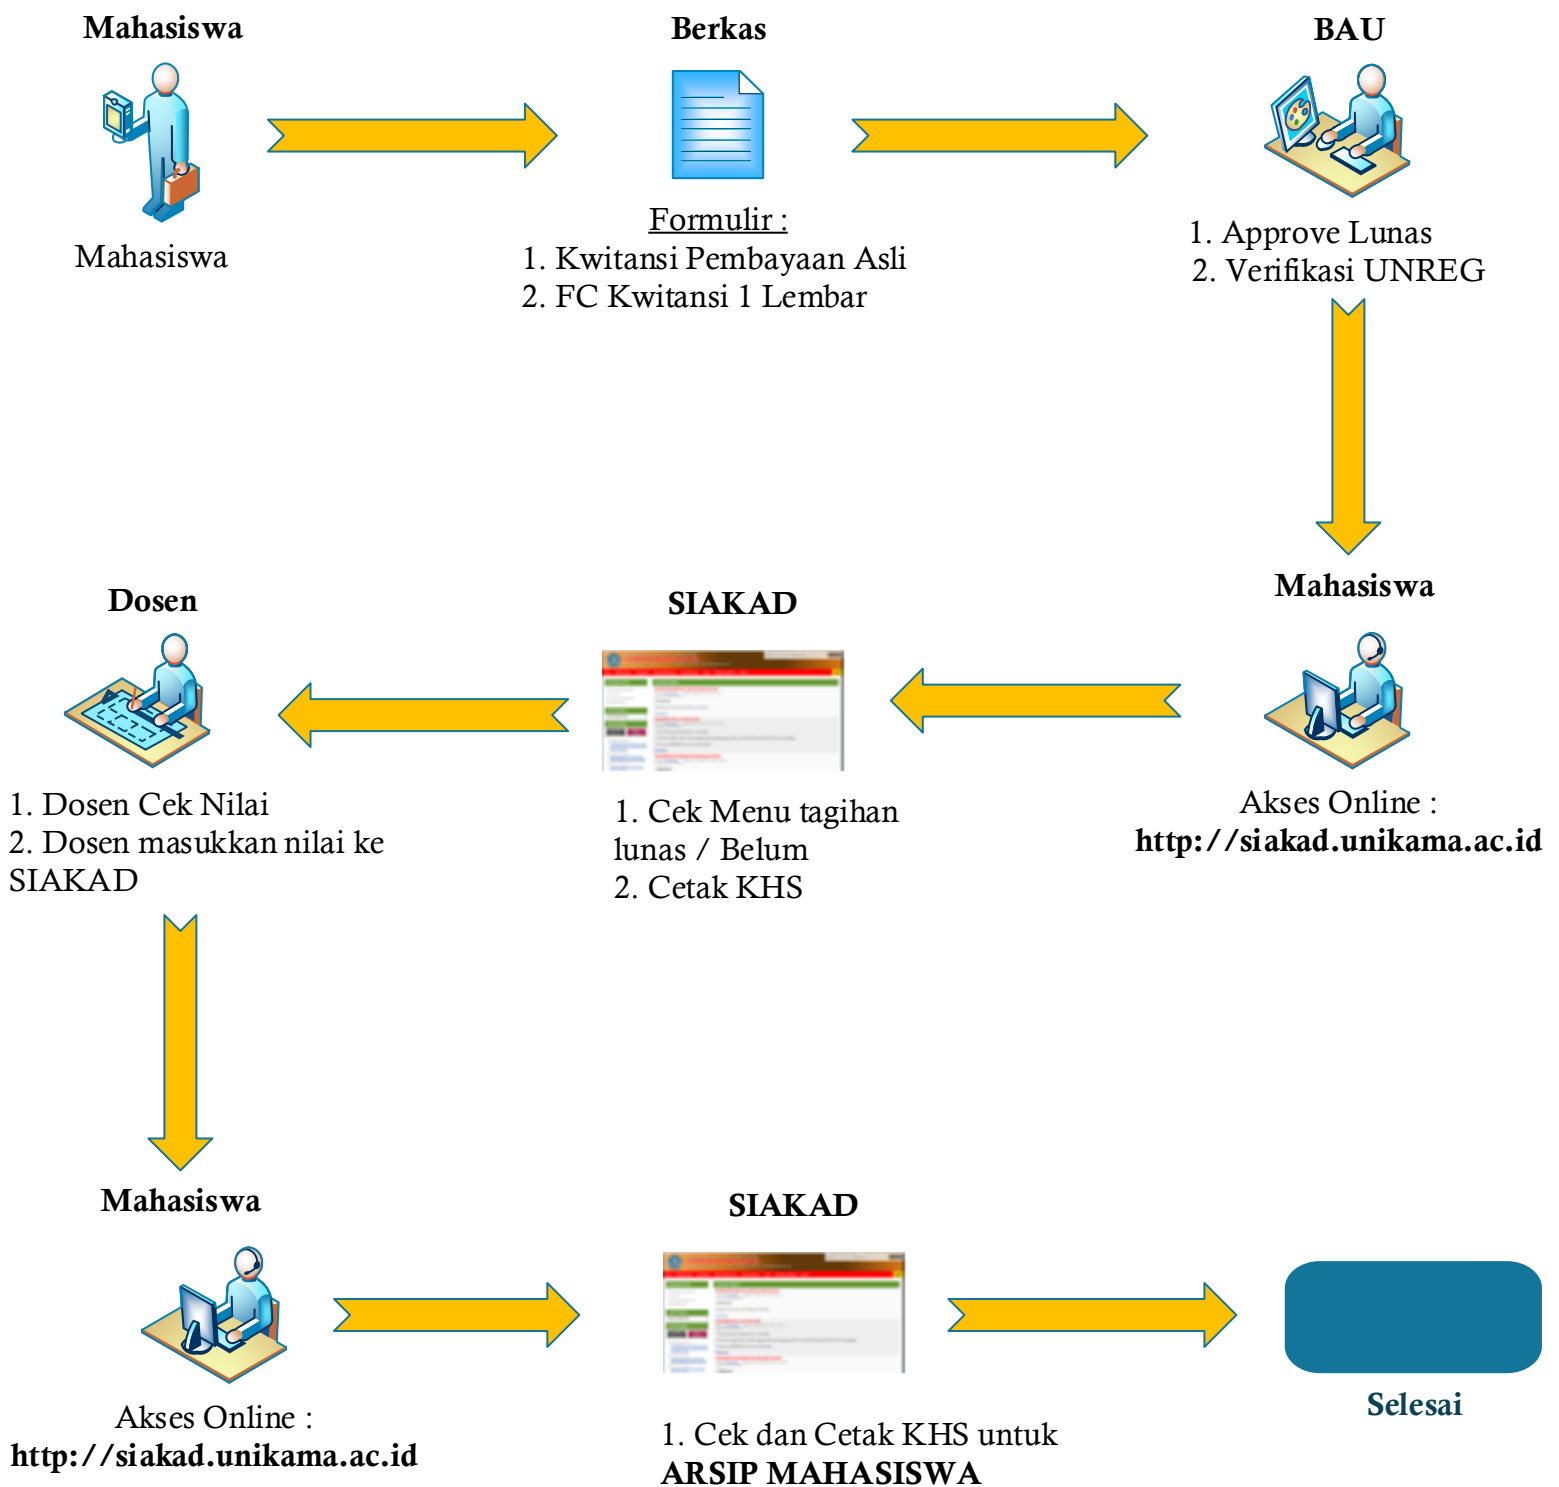 Mahasiswa
Berkas
BAU
Mahasiswa
Formulir :
1. Kwitansi Pembayaan Asli
2. FC Kwitansi 1 Lembar
1. Approve Lunas
2. Verifikasi UNREG
Mahasiswa
Akses Online :
http://siakad.unikama.ac.id
SIAKAD
1. Cek Menu tagihan
lunas / Belum
2. Cetak KHS
Dosen
1. Dosen Cek Nilai
2. Dosen masukkan nilai ke
SIAKAD
Mahasiswa
Akses Online :
http://siakad.unikama.ac.id
SIAKAD
1. Cek dan Cetak KHS untuk
ARSIP MAHASISWA
Selesai